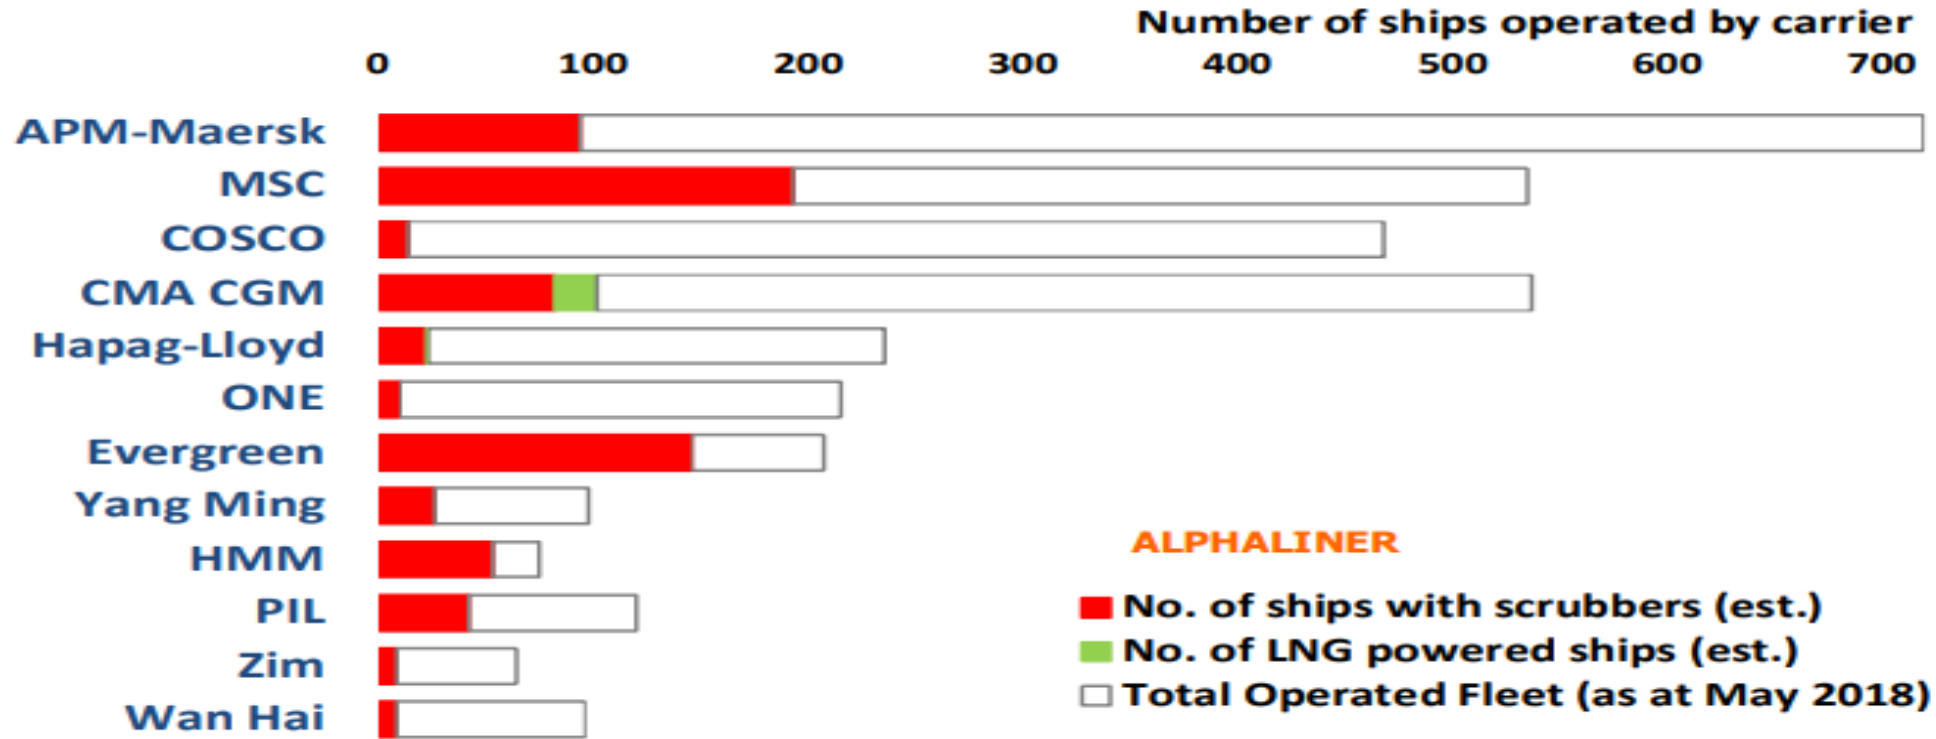 Number of ships operated by carrier
0 100 200 300 400 500 600 700
APM-Maersk
MSC
COSCO
CMA CGM
Hapag-Lloyd
ONE
Evergreen
Yang Ming
HMM
PIL
Zim
Wan Hai
ALPHALINER
No. of ships with scrubbers (est.)
No. of LNG powered ships (est.)
Total Operated Fleet (as at May 2018)